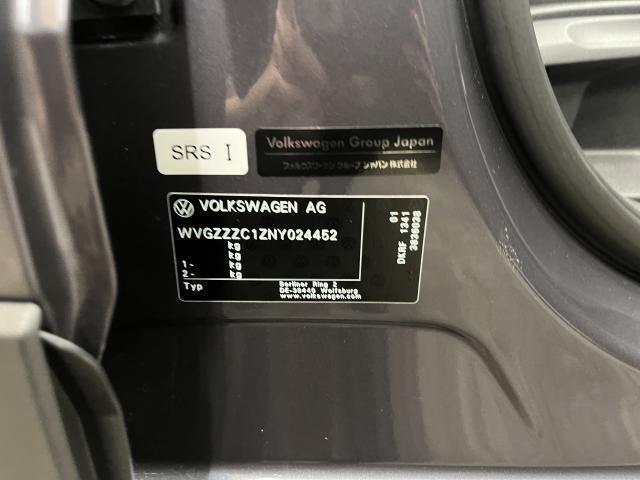 SRS I
Volkswagen Group Japan
フォルクスワーゲン グループ ジャパン 株式会社
VOLKSWAGEN AG
WVGZZZC1ZNY024452
kg
kg
1- kg
2- kg
Typ
Berliner Ring 2
DE-38440 Wolfsburg
www.volkswagen.com
01
DKRF 1341
3636038